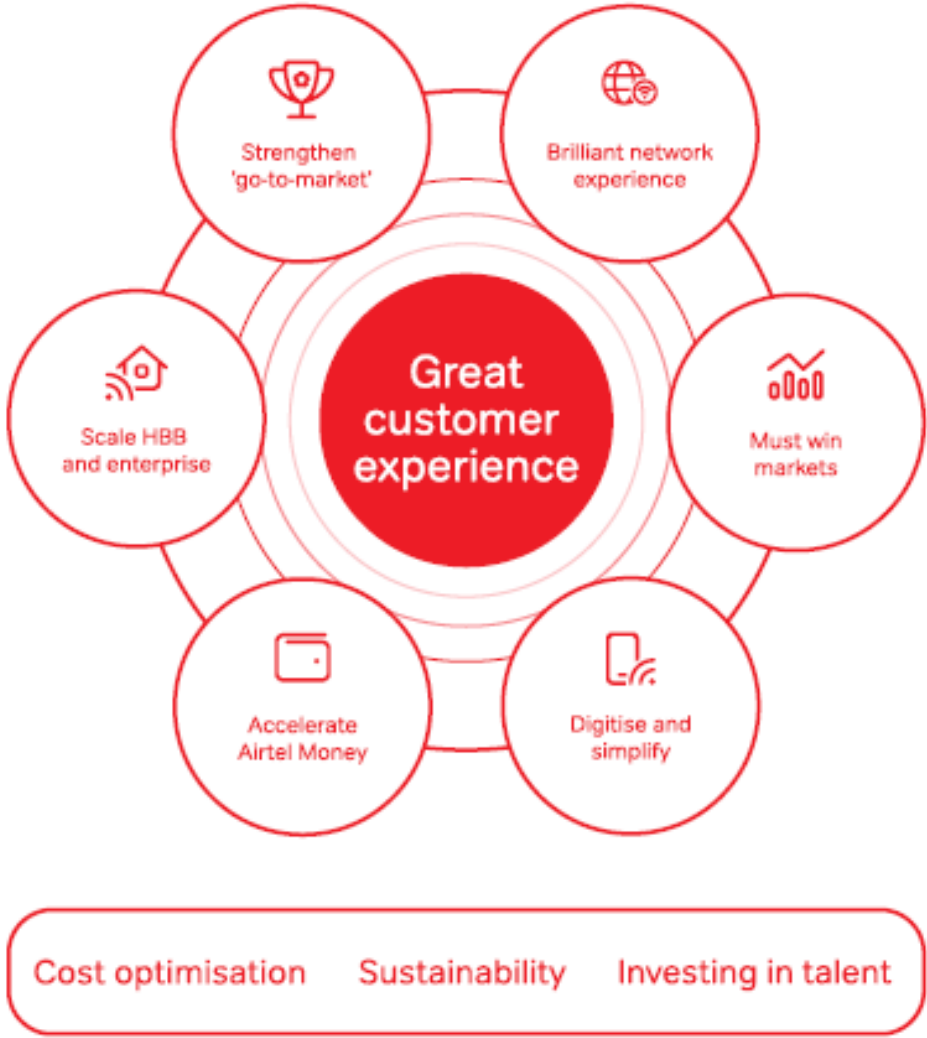 Strengthen
'go-to-market'
Brilliant network
experience
Scale HBB
and enterprise
Great
customer
experience
Must win
markets
Accelerate
Airtel Money
Digitise and
simplify
Cost optimisation Sustainability Investing in talent